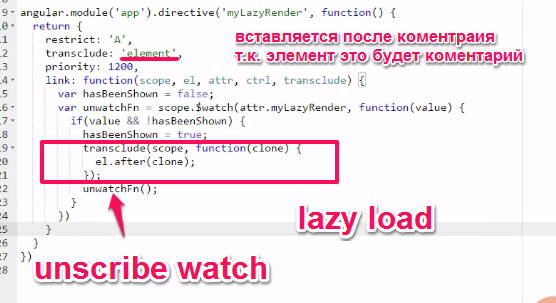 9 angular.module('app').directive('myLazyRender', function() {
10 return {
11 restrict: 'A',
вставляется после коментраия
12 transclude: 'element',
т.к. элемент это будет коментарий
13 priority: 1200,
14 link: function(scope, el, attr, ctrl, transclude) {
15 var hasBeenShown = false;
16 var unwatchFn = scope.$watch(attr.myLazyRender, function(value) {
17 if(value && !hasBeenShown) {
18 hasBeenShown = true;
19 transclude(scope, function(clone) {
20 el.after(clone);
21 });
22 unwatchFn();
23 }
24 })
lazy load
25 }
26 }
unscribe watch
27 })
28